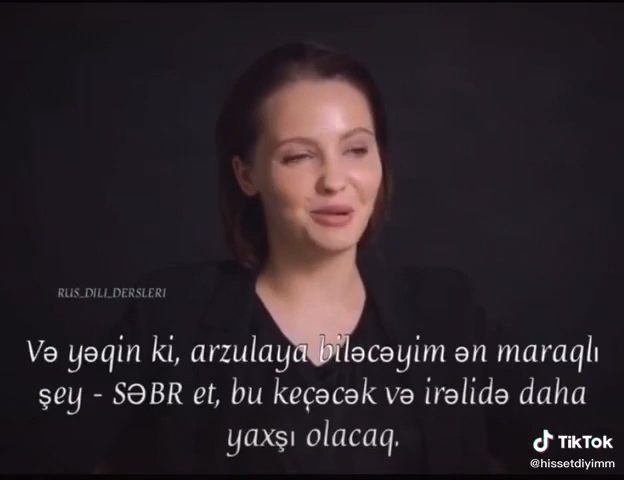 RUS_DILI_DERSLERI
Və yəqin ki, arzulaya biləcəyim ən maraqlı
şey - SƏBR et, bu keçəcək və irəlidə daha
yaxşı olacaq.
TikTok
@hissetdiyimm